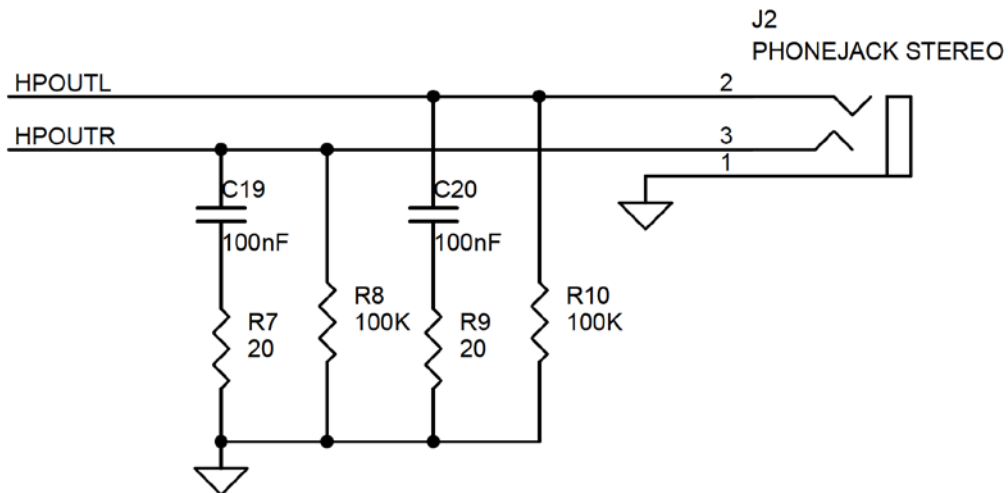 J2
PHONEJACK STEREO
HPOUTL
2
HPOUTR
3
1
C19
100nF
C20
100nF
R7
20
R8
100K
R9
20
R10
100K